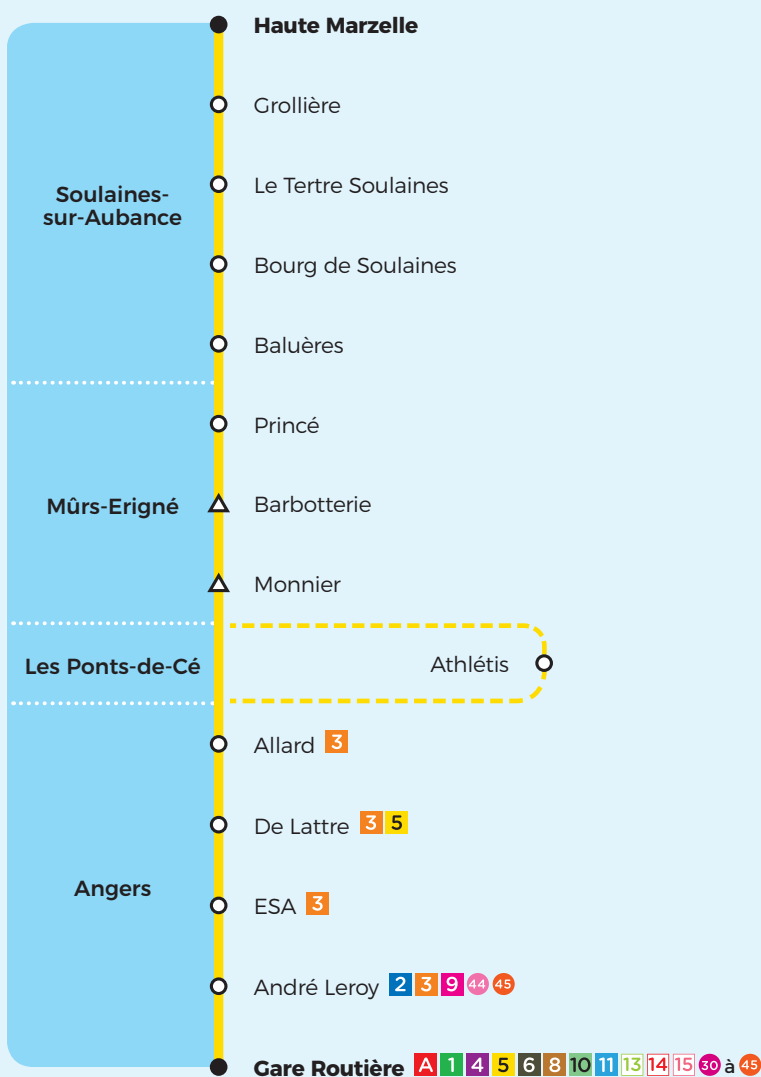 Haute Marzelle
Grollière
Soulaines-
sur-Aubance
Le Tertre Soulaines
Bourg de Soulaines
Baluères
Princé
Mûrs-Erigné
Barbotterie
Monnier
Les Ponts-de-Cé
Athlétis
Allard 3
De Lattre 3 5
Angers
ESA 3
André Leroy 2 3 9 44 45
Gare Routière A 1 4 5 6 8 10 11 13 14 15 30 à 45